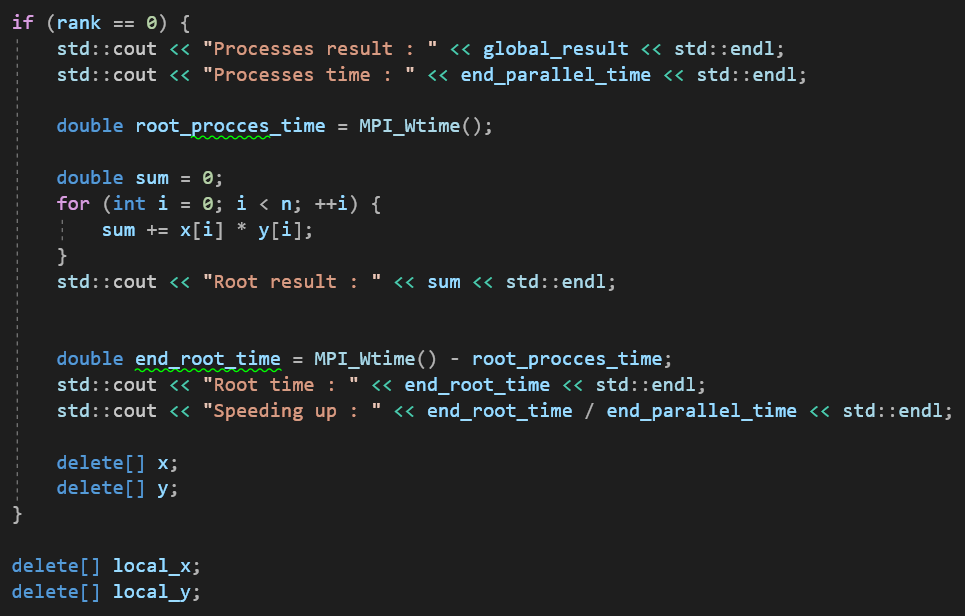 if (rank == 0) {
    std::cout << "Processes result : " << global_result << std::endl;
    std::cout << "Processes time : " << end_parallel_time << std::endl;
    double root_procces_time = MPI_Wtime();
    double sum = 0;
    for (int i = 0; i < n; ++i) {
        sum += x[i] * y[i];
    }
    std::cout << "Root result : " << sum << std::endl;
    double end_root_time = MPI_Wtime() - root_procces_time;
    std::cout << "Root time : " << end_root_time << std::endl;
    std::cout << "Speeding up : " << end_root_time / end_parallel_time << std::endl;
    delete[] x;
    delete[] y;
}
delete[] local_x;
delete[] local_y;